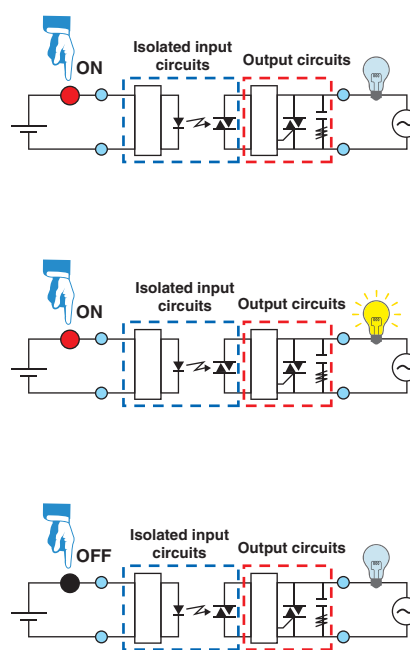 ON
Isolated input
circuits
Output circuits
ON
Isolated input
circuits
Output circuits
OFF
Isolated input
circuits
Output circuits